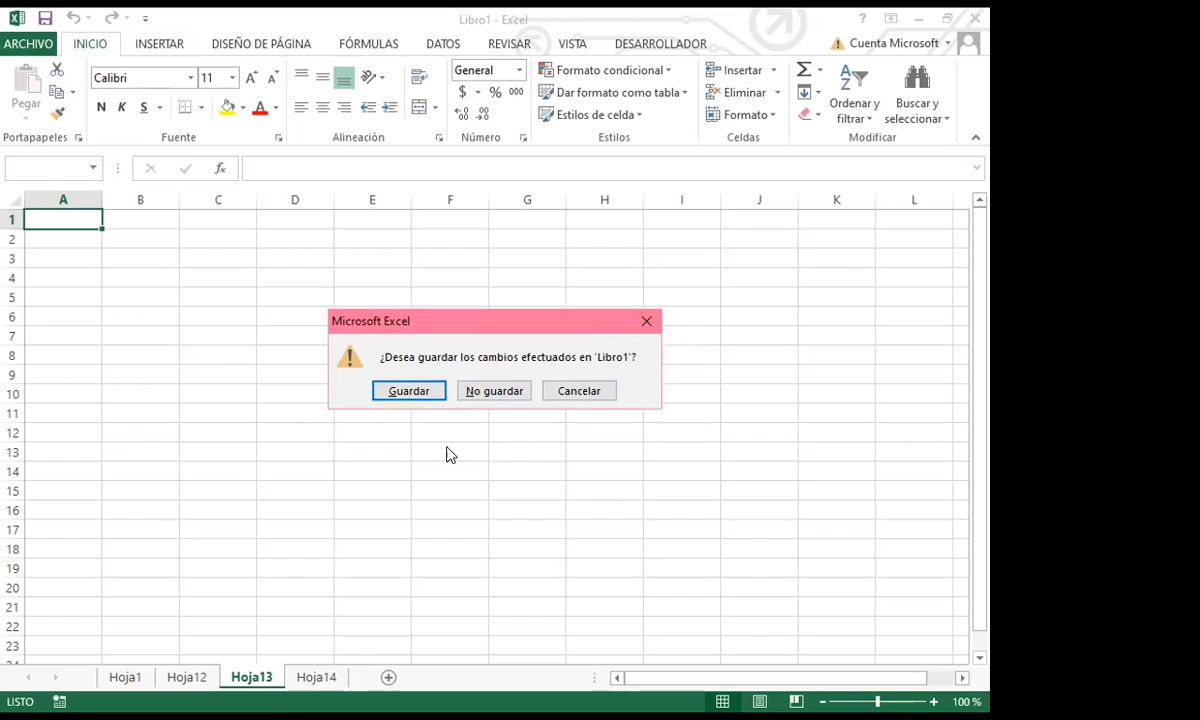 Libro1 - Excel
?
ARCHIVO INICIO INSERTAR DISEÑO DE PÁGINA FÓRMULAS DATOS REVISAR VISTA DESARROLLADOR Cuenta Microsoft
Pegar
Calibri 11
N K S
General
$ % 000
Formato condicional
Dar formato como tabla
Estilos de celda
Insertar
Eliminar
Formato
Ordenar y filtrar
Buscar y seleccionar
Portapapeles Fuente Alineación Número Estilos Celdas Modificar
fx
A B C D E F G H I J K L
1
2
3
4
5
6
7
8
9
10
11
12
13
14
15
16
17
18
19
20
21
22
23
Microsoft Excel
¿Desea guardar los cambios efectuados en 'Libro1'?
Guardar No guardar Cancelar
Hoja1 Hoja12 Hoja13 Hoja14
LISTO 100 %